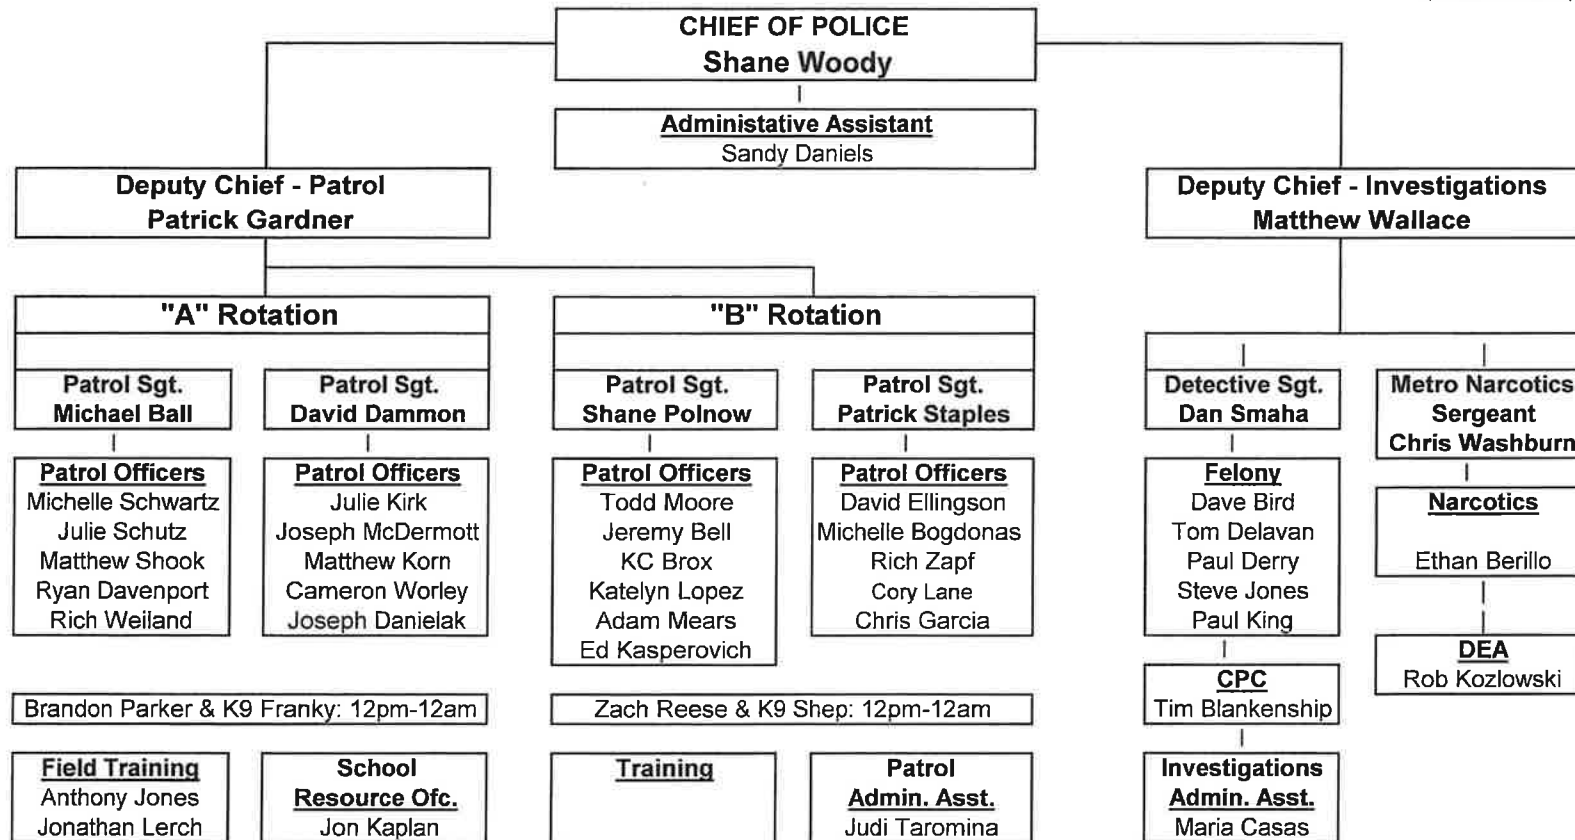 CHIEF OF POLICE
Shane Woody
Administative Assistant
Sandy Daniels
Deputy Chief - Patrol
Patrick Gardner
Deputy Chief - Investigations
Matthew Wallace
"A" Rotation
"B" Rotation
Patrol Sgt.
Michael Ball
Patrol Sgt.
David Dammon
Patrol Sgt.
Shane Polnow
Patrol Sgt.
Patrick Staples
Detective Sgt.
Dan Smaha
Metro Narcotics
Sergeant
Chris Washburn
Patrol Officers
Michelle Schwartz
Julie Schutz
Matthew Shook
Ryan Davenport
Rich Weiland
Patrol Officers
Julie Kirk
Joseph McDermott
Matthew Korn
Cameron Worley
Joseph Danielak
Patrol Officers
Todd Moore
Jeremy Bell
KC Brox
Katelyn Lopez
Adam Mears
Ed Kasperovich
Patrol Officers
David Ellingson
Michelle Bogdonas
Rich Zapf
Cory Lane
Chris Garcia
Felony
Dave Bird
Tom Delavan
Paul Derry
Steve Jones
Paul King
Narcotics
Ethan Berillo
DEA
Rob Kozlowski
CPC
Tim Blankenship
Brandon Parker & K9 Franky: 12pm-12am
Zach Reese & K9 Shep: 12pm-12am
Field Training
Anthony Jones
Jonathan Lerch
School
Resource Ofc.
Jon Kaplan
Training
Patrol
Admin. Asst.
Judi Taromina
Investigations
Admin. Asst.
Maria Casas